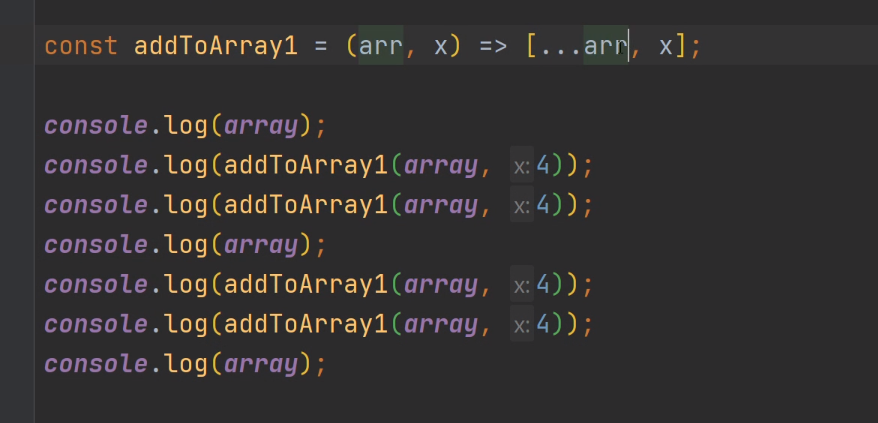 const addToArray1 = (arr, x) => [...arr, x];
console.log(array);
console.log(addToArray1(array, x: 4));
console.log(addToArray1(array, x: 4));
console.log(array);
console.log(addToArray1(array, x: 4));
console.log(addToArray1(array, x: 4));
console.log(array);